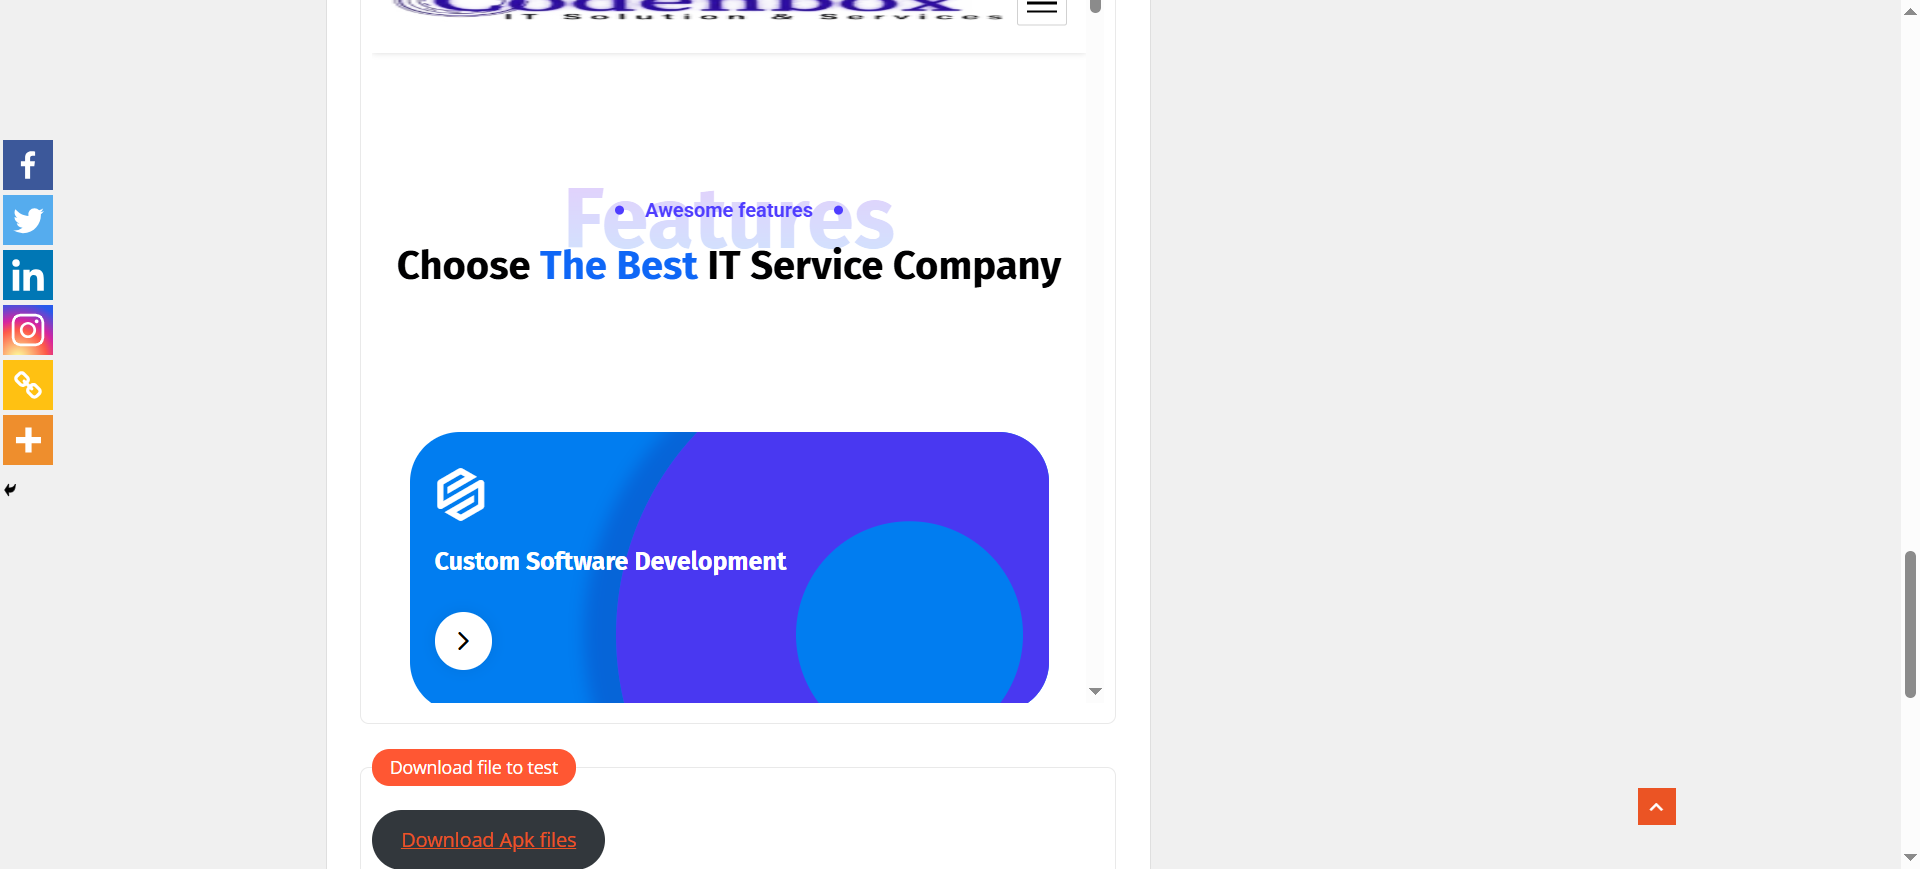 Codenbox
IT Solution & Services
Features
Awesome features
Choose The Best IT Service Company
Custom Software Development
Download file to test
Download Apk files